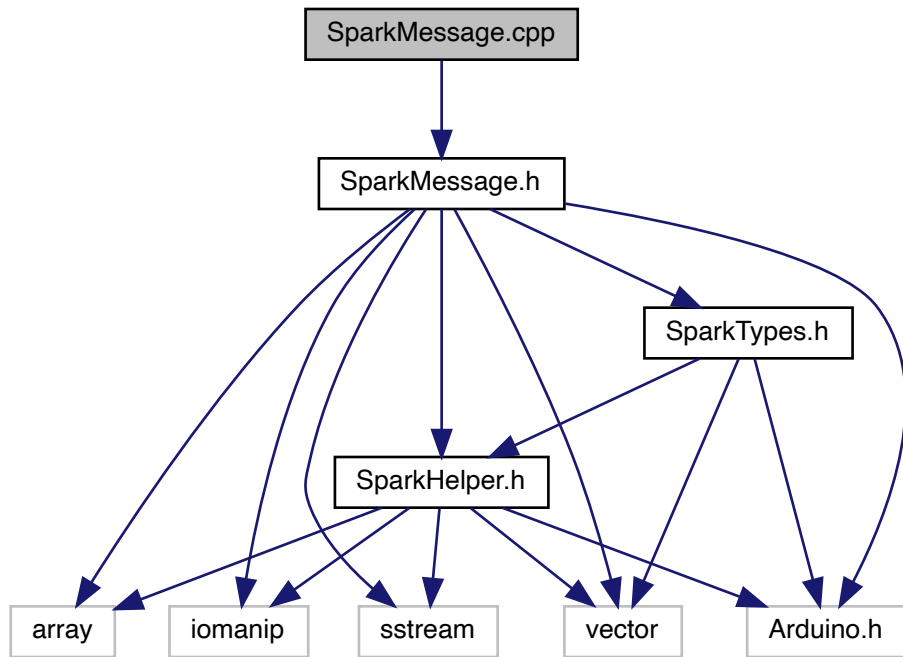 SparkMessage.cpp
SparkMessage.h
SparkTypes.h
SparkHelper.h
array
iomanip
sstream
vector
Arduino.h